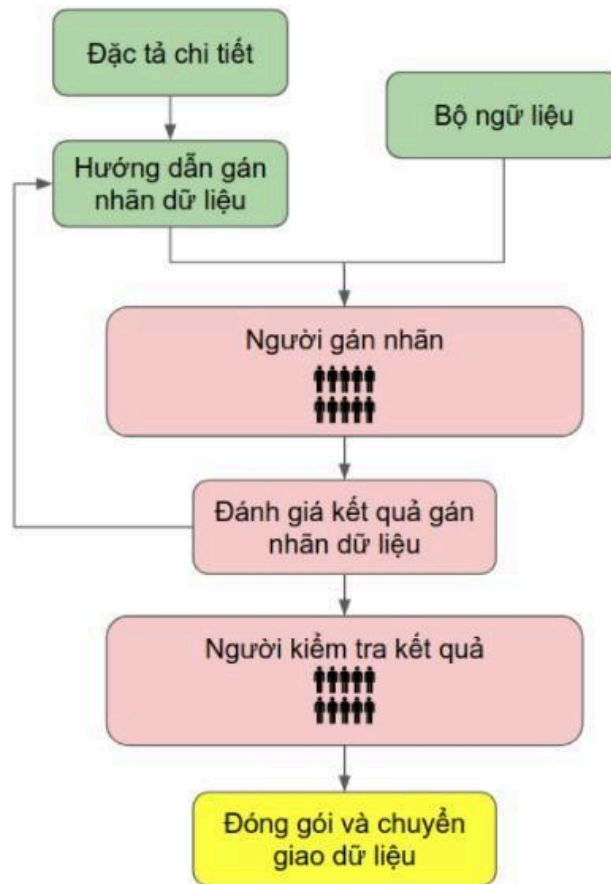 Đặc tả chi tiết
Bộ ngữ liệu
Hướng dẫn gán
nhãn dữ liệu
Người gán nhãn
Đánh giá kết quả gán
nhãn dữ liệu
Người kiểm tra kết quả
Đóng gói và chuyển
giao dữ liệu